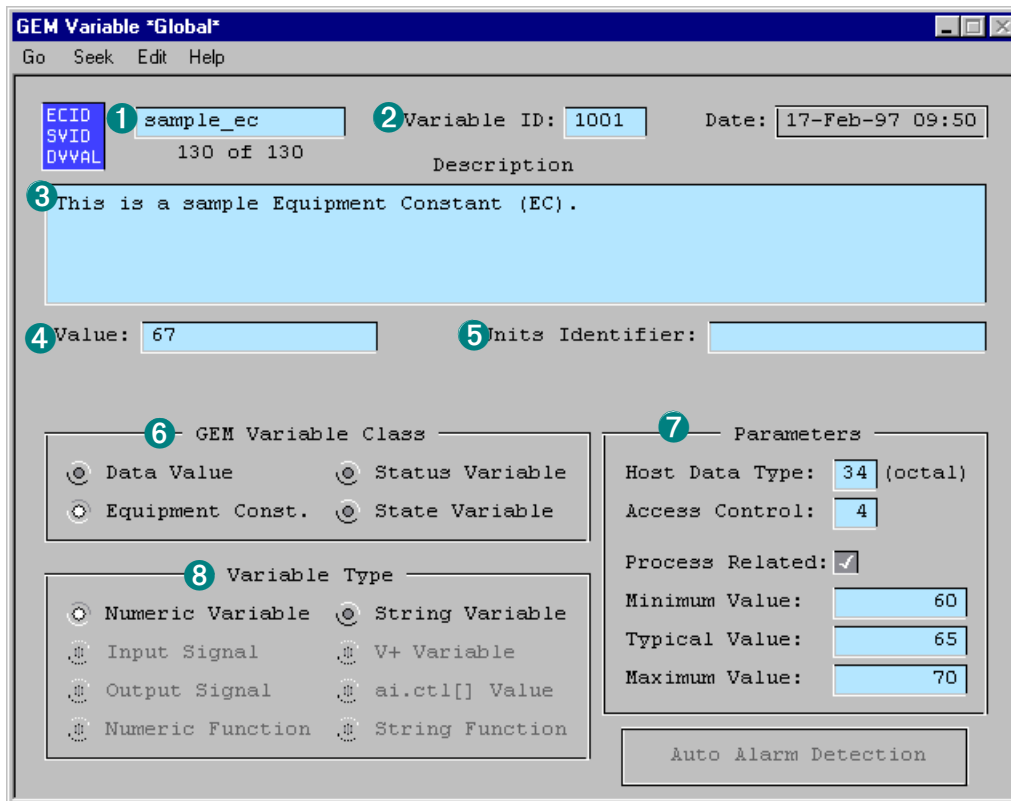 GEM Variable *Global*
Go Seek Edit Help
ECID
SVID
DVVAL
1 sample_ec
2 Variable ID: 1001
Date: 17-Feb-97 09:50
130 of 130
Description
3 This is a sample Equipment Constant (EC).
4 Value: 67
5 Units Identifier:
6 GEM Variable Class
Data Value Status Variable
Equipment Const. State Variable
7 Parameters
Host Data Type: 34 (octal)
Access Control: 4
Process Related:
Minimum Value: 60
Typical Value: 65
Maximum Value: 70
8 Variable Type
Numeric Variable String Variable
Input Signal V+ Variable
Output Signal ai.ctl[] Value
Numeric Function String Function
Auto Alarm Detection